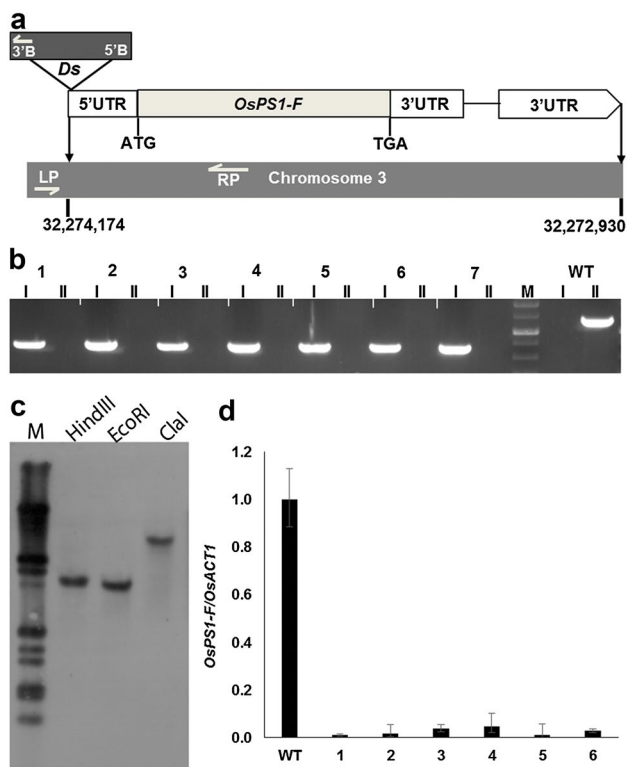 a
3’B 5’B
Ds
5’UTR OsPS1-F 3’UTR 3’UTR
ATG TGA
LP RP Chromosome 3
32,274,174 32,272,930
b
1 2 3 4 5 6 7 WT
I II I II I II I II I II I II I II M I II
c
M HindIII EcoRI ClaI
d
OsPS1-F/OsACT1
1.2
1.0
0.8
0.6
0.4
0.2
0.0
WT 1 2 3 4 5 6